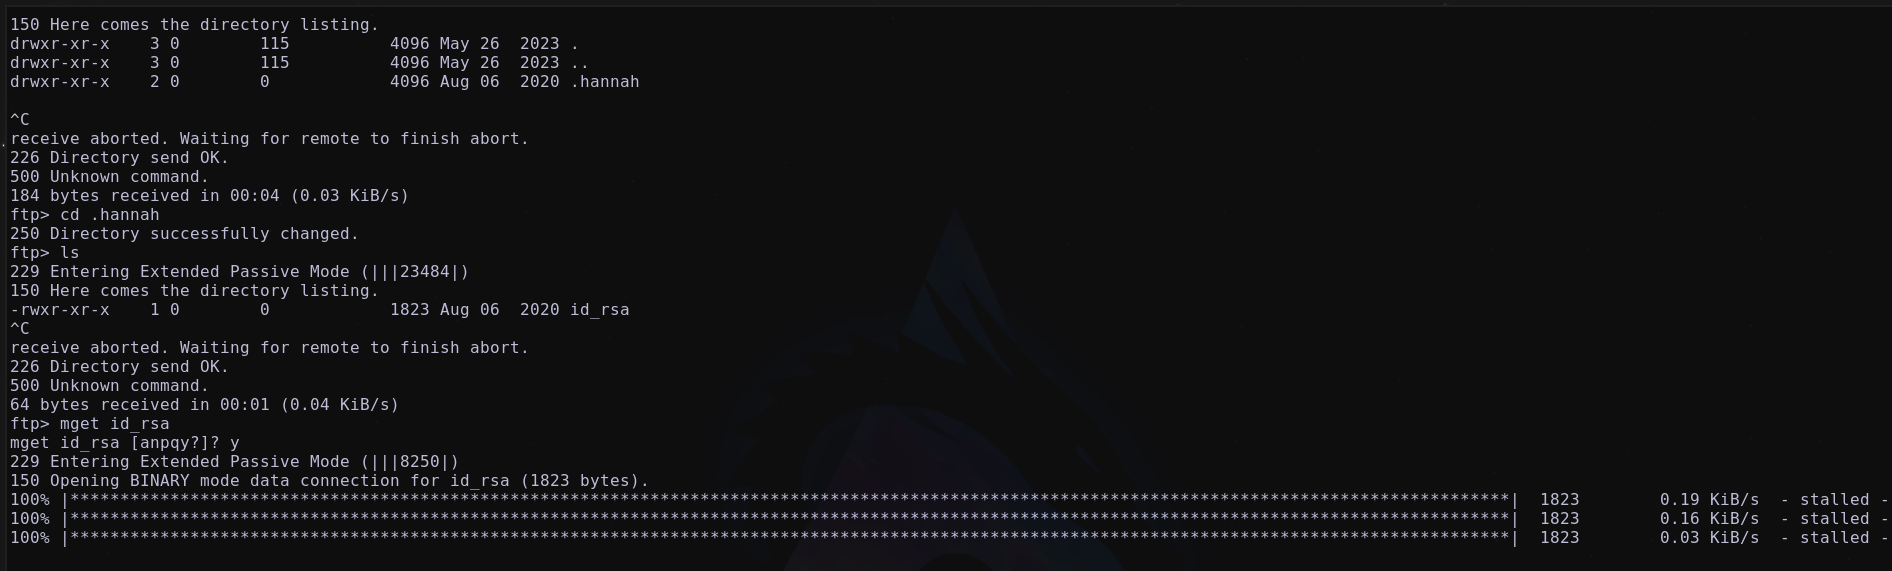 150 Here comes the directory listing.
drwxr-xr-x    3 0        115          4096 May 26  2023 .
drwxr-xr-x    3 0        115          4096 May 26  2023 ..
drwxr-xr-x    2 0        0            4096 Aug 06  2020 .hannah

^C
receive aborted. Waiting for remote to finish abort.
226 Directory send OK.
500 Unknown command.
184 bytes received in 00:04 (0.03 KiB/s)
ftp> cd .hannah
250 Directory successfully changed.
ftp> ls
229 Entering Extended Passive Mode (|||23484|)
150 Here comes the directory listing.
-rwxr-xr-x    1 0        0            1823 Aug 06  2020 id_rsa
^C
receive aborted. Waiting for remote to finish abort.
226 Directory send OK.
500 Unknown command.
64 bytes received in 00:01 (0.04 KiB/s)
ftp> mget id_rsa
mget id_rsa [anpqy?]? y
229 Entering Extended Passive Mode (|||8250|)
150 Opening BINARY mode data connection for id_rsa (1823 bytes).
100% |************************************************************************************************************************************************|  1823        0.19 KiB/s  - stalled -
100% |************************************************************************************************************************************************|  1823        0.16 KiB/s  - stalled -
100% |************************************************************************************************************************************************|  1823        0.03 KiB/s  - stalled -